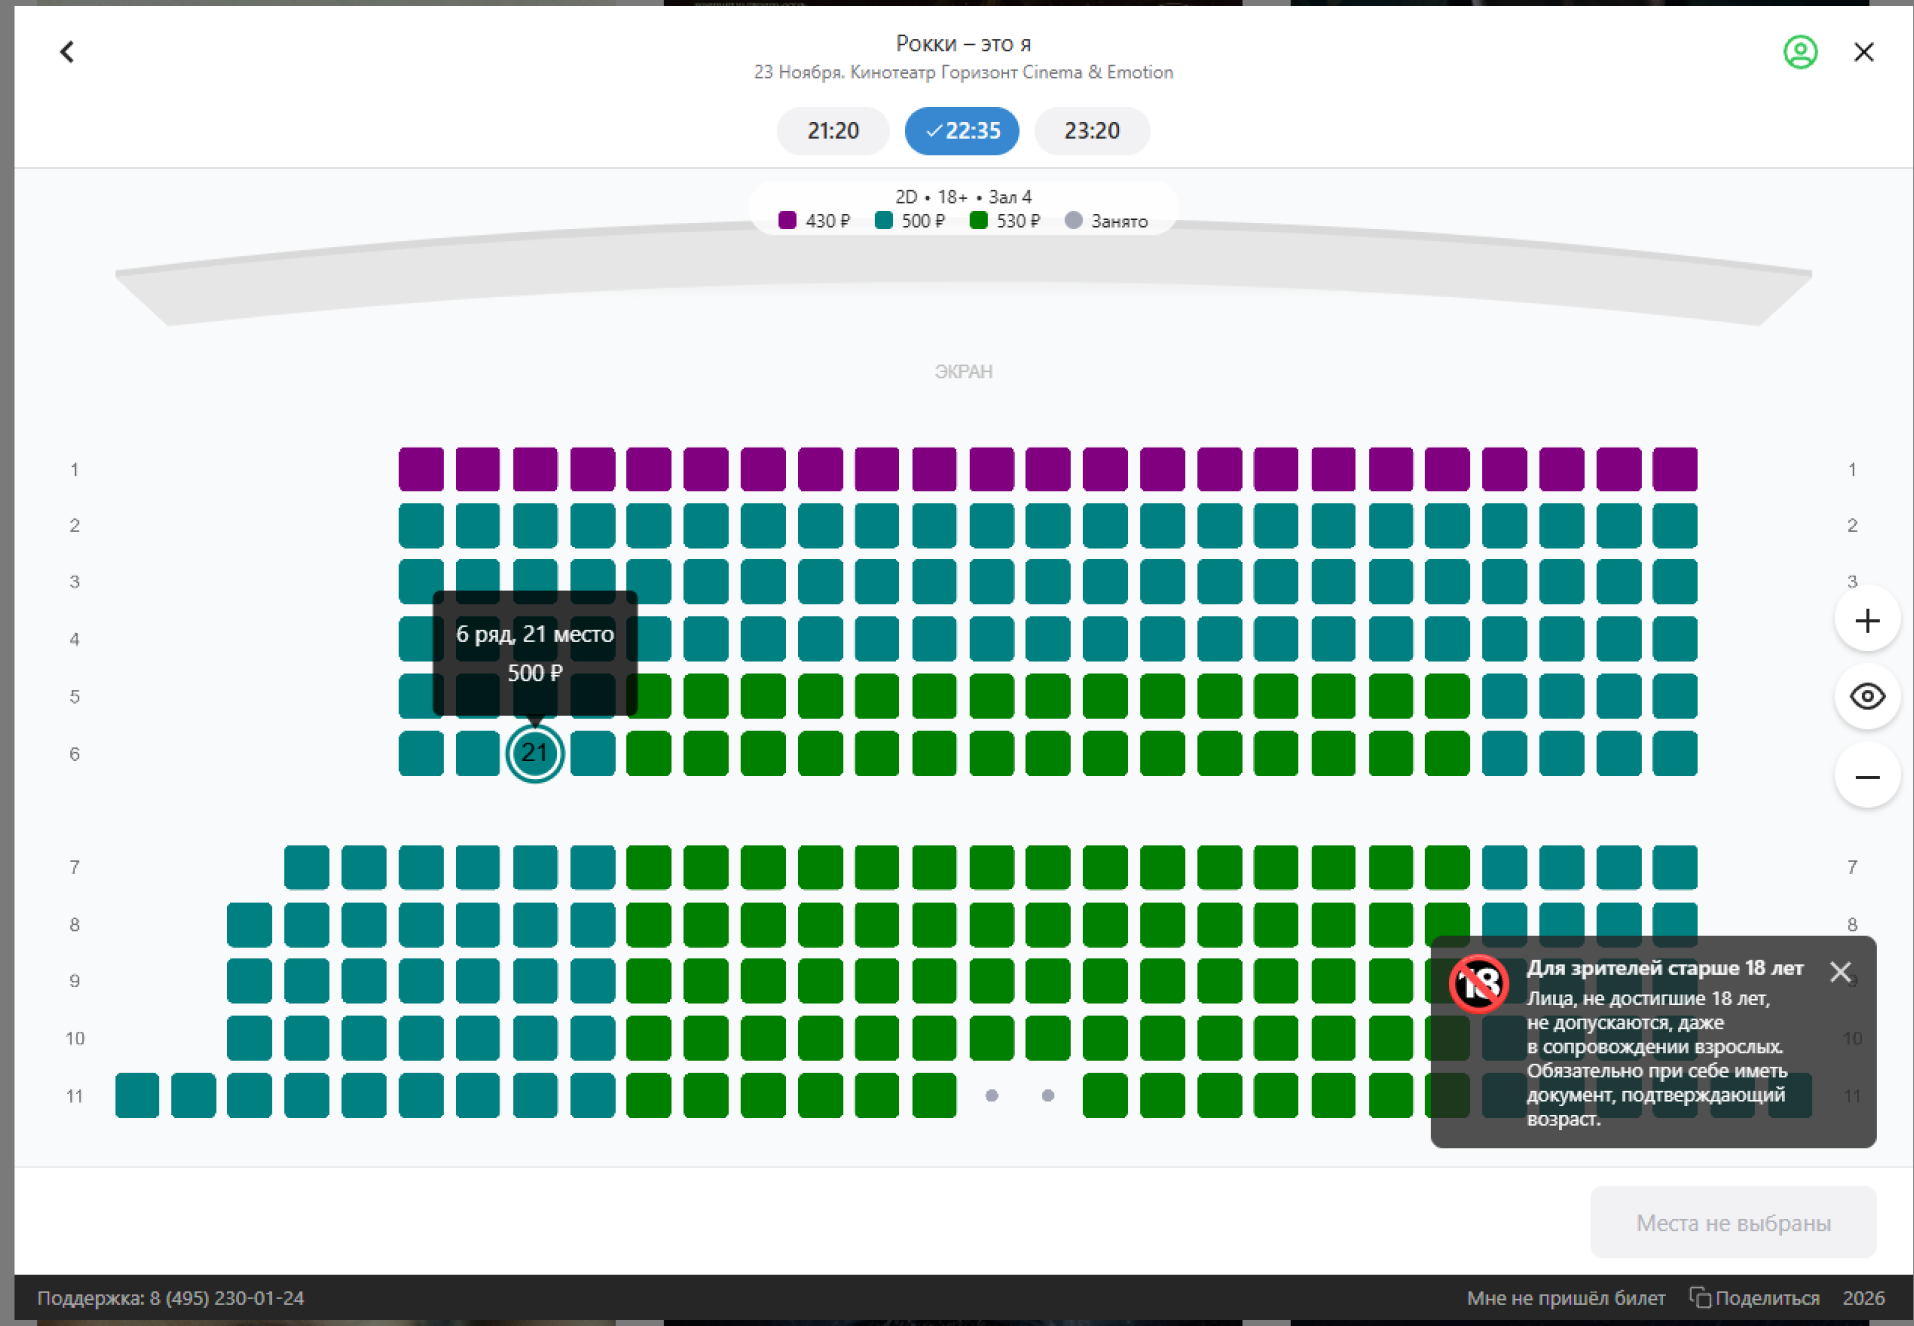 Рокки – это я
23 Ноября. Кинотеатр Горизонт Cinema & Emotion
21:20 22:35 23:20
2D • 18+ • Зал 4
430 ₽ 500 ₽ 530 ₽ Занято
ЭКРАН
1 1
2 2
3 3
6 ряд, 21 место
4
500 ₽
5
6 21
7 7
8 8
18 Для зрителей старше 18 лет
9 9
Лица, не достигшие 18 лет,
не допускаются, даже
10 10
в сопровождении взрослых.
Обязательно при себе иметь
11 документ, подтверждающий 11
возраст.
Места не выбраны
Поддержка: 8 (495) 230-01-24 Мне не пришёл билет Поделиться 2026